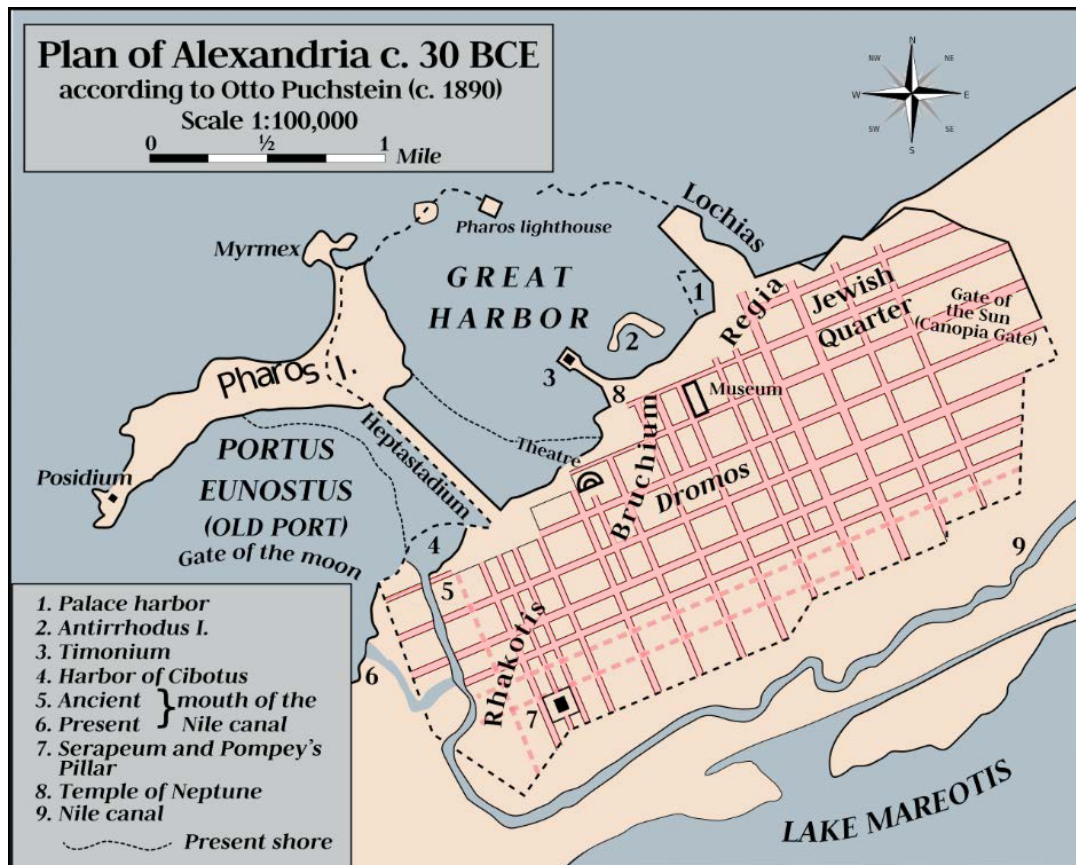 Plan of Alexandria c. 30 BCE
according to Otto Puchstein (c. 1890)
Scale 1:100,000
0 ½ 1
Mile
N
NW NE
W E
SW SE
S
Lochias
Pharos lighthouse
Myrmex
GREAT
HARBOR
1
Regia
Jewish
Quarter
Gate of
the Sun
(Canopia Gate)
2
3
8
Museum
Pharos I.
Heptastadium
Theatre
Bruchium
Dromos
Posidium
PORTUS
EUNOSTUS
(OLD PORT)
Gate of the moon
4
9
5
Rhakotis
6
7
LAKE MAREOTIS
1. Palace harbor
2. Antirrhodus I.
3. Timonium
4. Harbor of Cibotus
5. Ancient } mouth of the
6. Present } Nile canal
7. Serapeum and Pompey's
Pillar
8. Temple of Neptune
9. Nile canal
Present shore